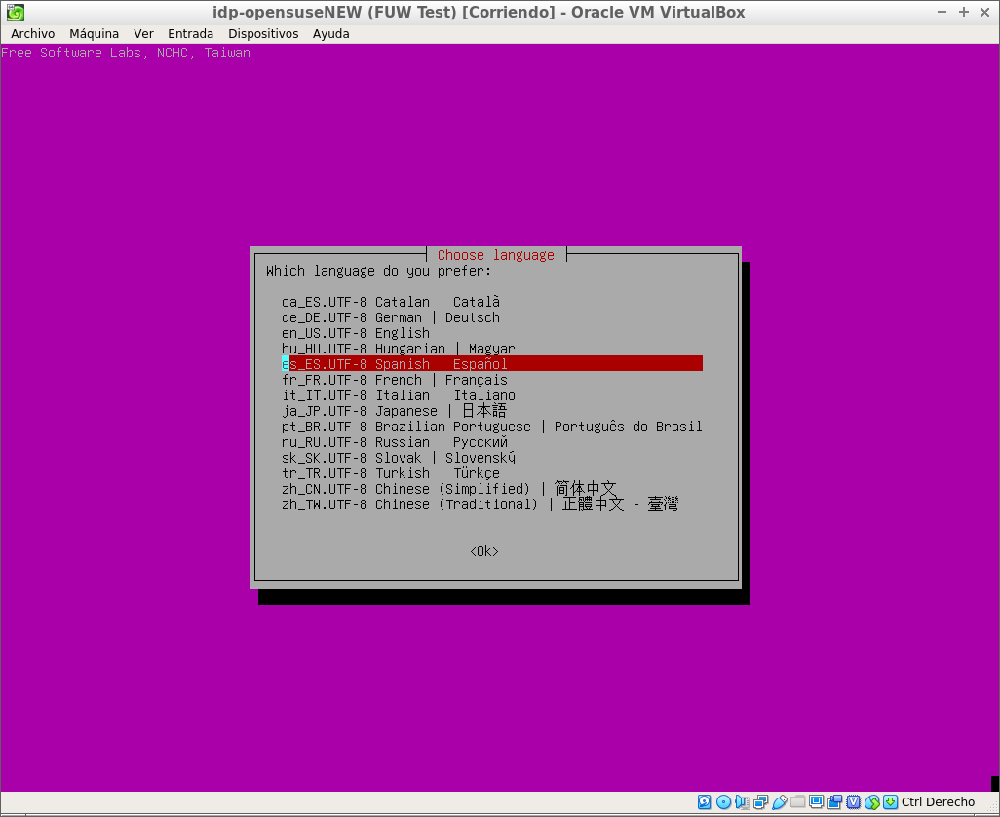 idp-opensuseNEW (FUW Test) [Corriendo] - Oracle VM VirtualBox
Archivo Máquina Ver Entrada Dispositivos Ayuda
Free Software Labs, NCHC, Taiwan
Choose language
Which language do you prefer:
ca_ES.UTF-8 Catalan | Català
de_DE.UTF-8 German | Deutsch
en_US.UTF-8 English
hu_HU.UTF-8 Hungarian | Magyar
es_ES.UTF-8 Spanish | Español
fr_FR.UTF-8 French | Français
it_IT.UTF-8 Italian | Italiano
ja_JP.UTF-8 Japanese | 日本語
pt_BR.UTF-8 Brazilian Portuguese | Português do Brasil
ru_RU.UTF-8 Russian | Русский
sk_SK.UTF-8 Slovak | Slovenský
tr_TR.UTF-8 Turkish | Türkçe
zh_CN.UTF-8 Chinese (Simplified) | 简体中文
zh_TW.UTF-8 Chinese (Traditional) | 正體中文 - 臺灣
<Ok>
Ctrl Derecho